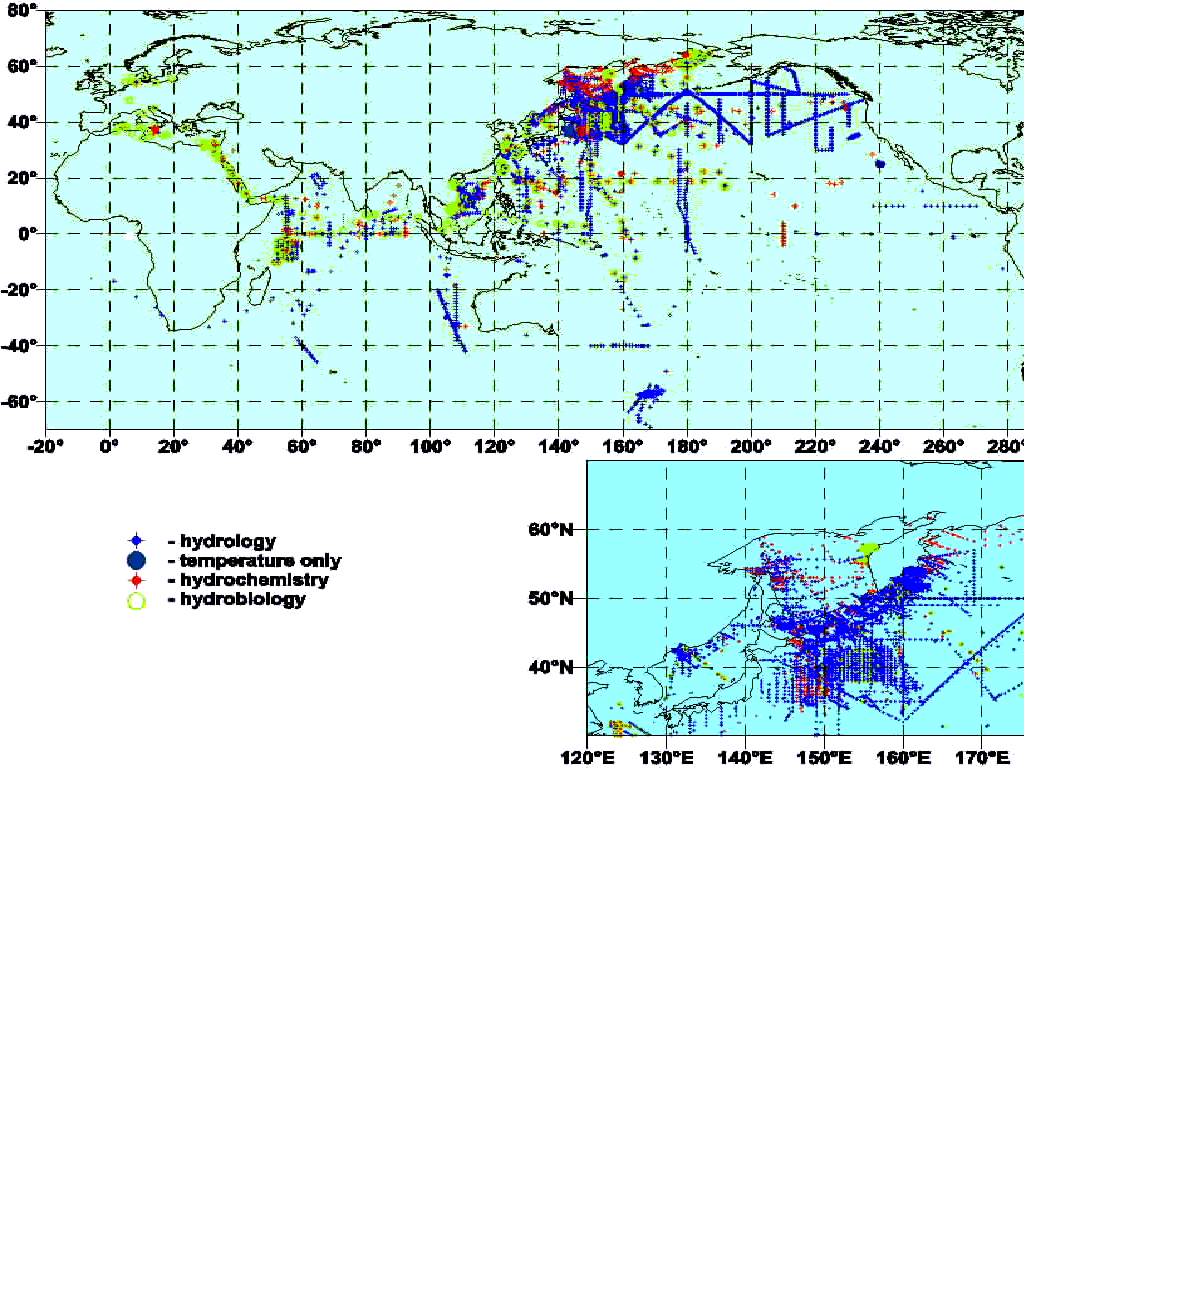 80°
60°
40°
20°
0°
-20°
-40°
-60°
-20° 0° 20° 40° 60° 80° 100° 120° 140° 160° 180° 200° 220° 240° 260° 280°
- hydrology
- temperature only
- hydrochemistry
- hydrobiology
60°N
50°N
40°N
120°E 130°E 140°E 150°E 160°E 170°E